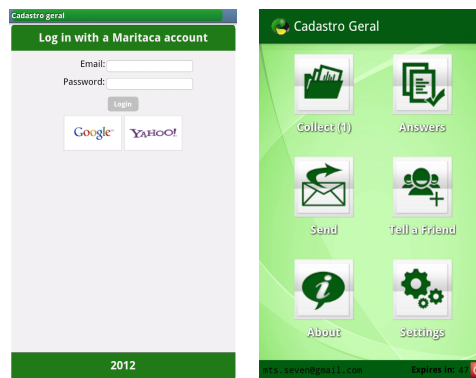 Cadastro geral
Log in with a Maritaca account
Email:
Password:
Login
Google
YAHOO!
2012
Cadastro Geral
Collect (1)
Answers
Send
Tell a Friend
About
Settings
mts.seven@gmail.com
Expires in: 47